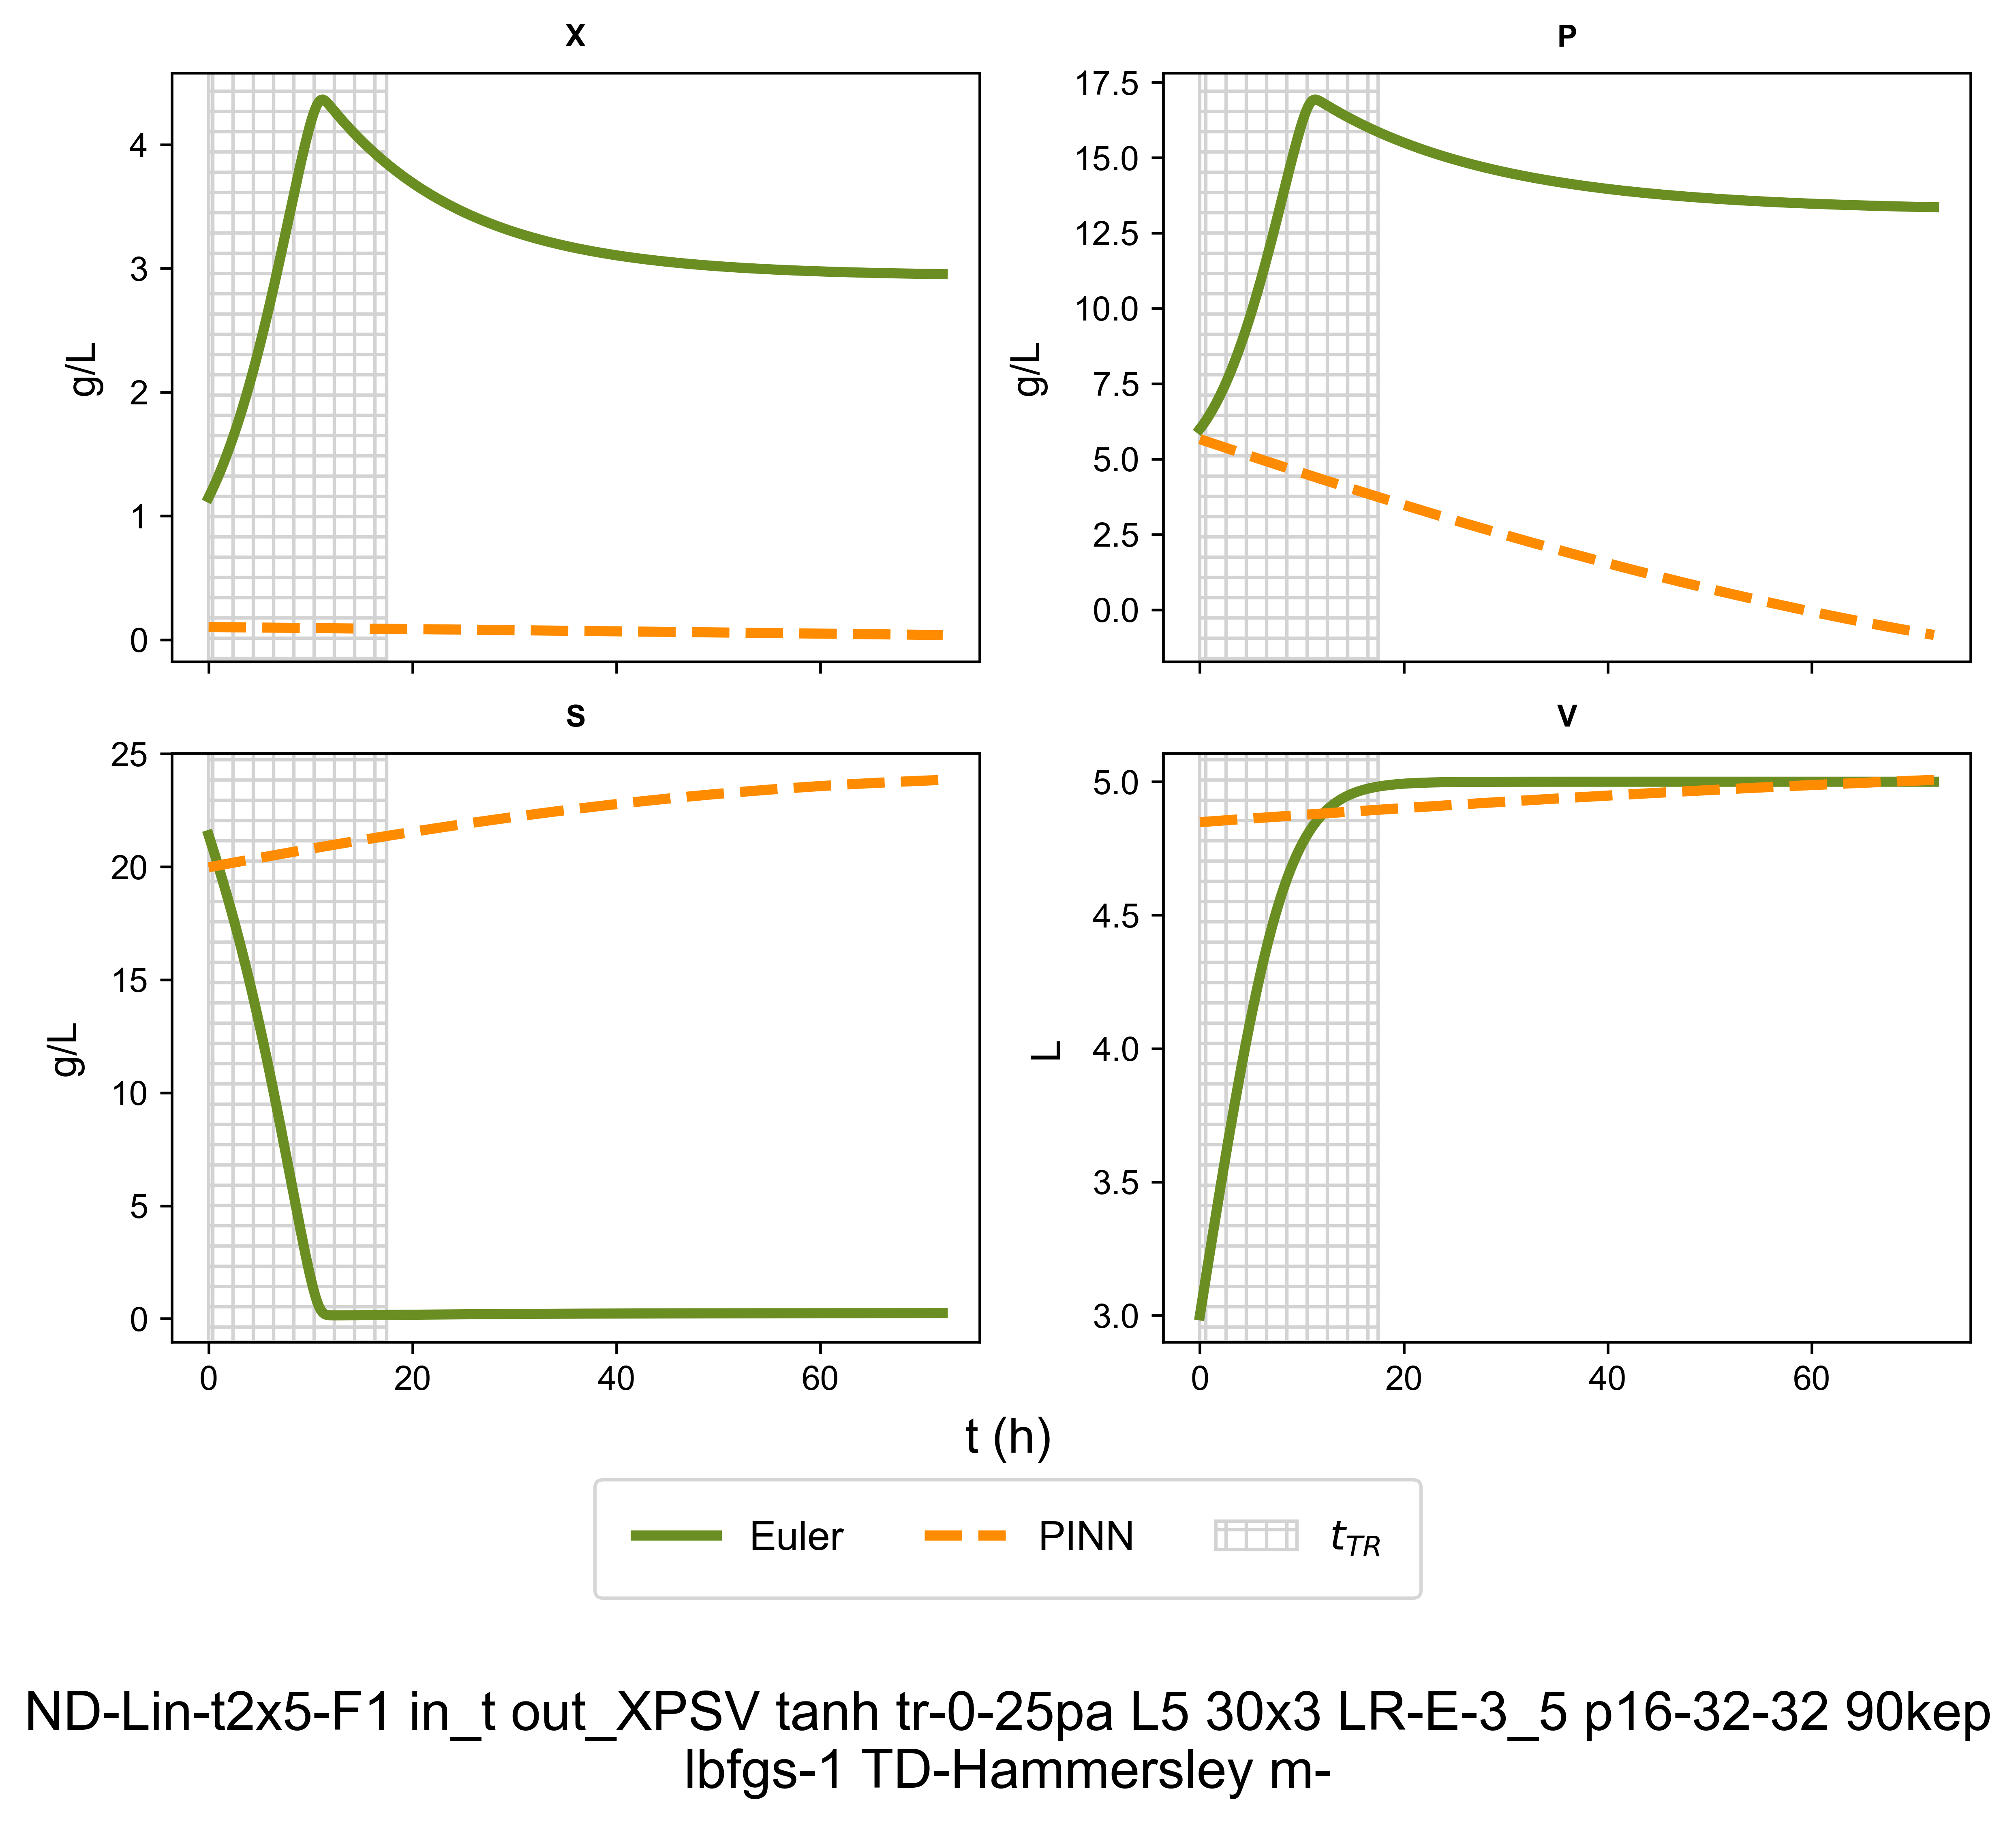 X
P
4
3
2
1
0
g/L
17.5
15.0
12.5
10.0
7.5
5.0
2.5
0.0
g/L
S
V
25
20
15
10
5
0
g/L
5.0
4.5
4.0
3.5
3.0
L
0 20 40 60
0 20 40 60
t (h)
Euler PINN t_TR
ND-Lin-t2x5-F1 in_t out_XPSV tanh tr-0-25pa L5 30x3 LR-E-3_5 p16-32-32 90kep
lbfgs-1 TD-Hammersley m-